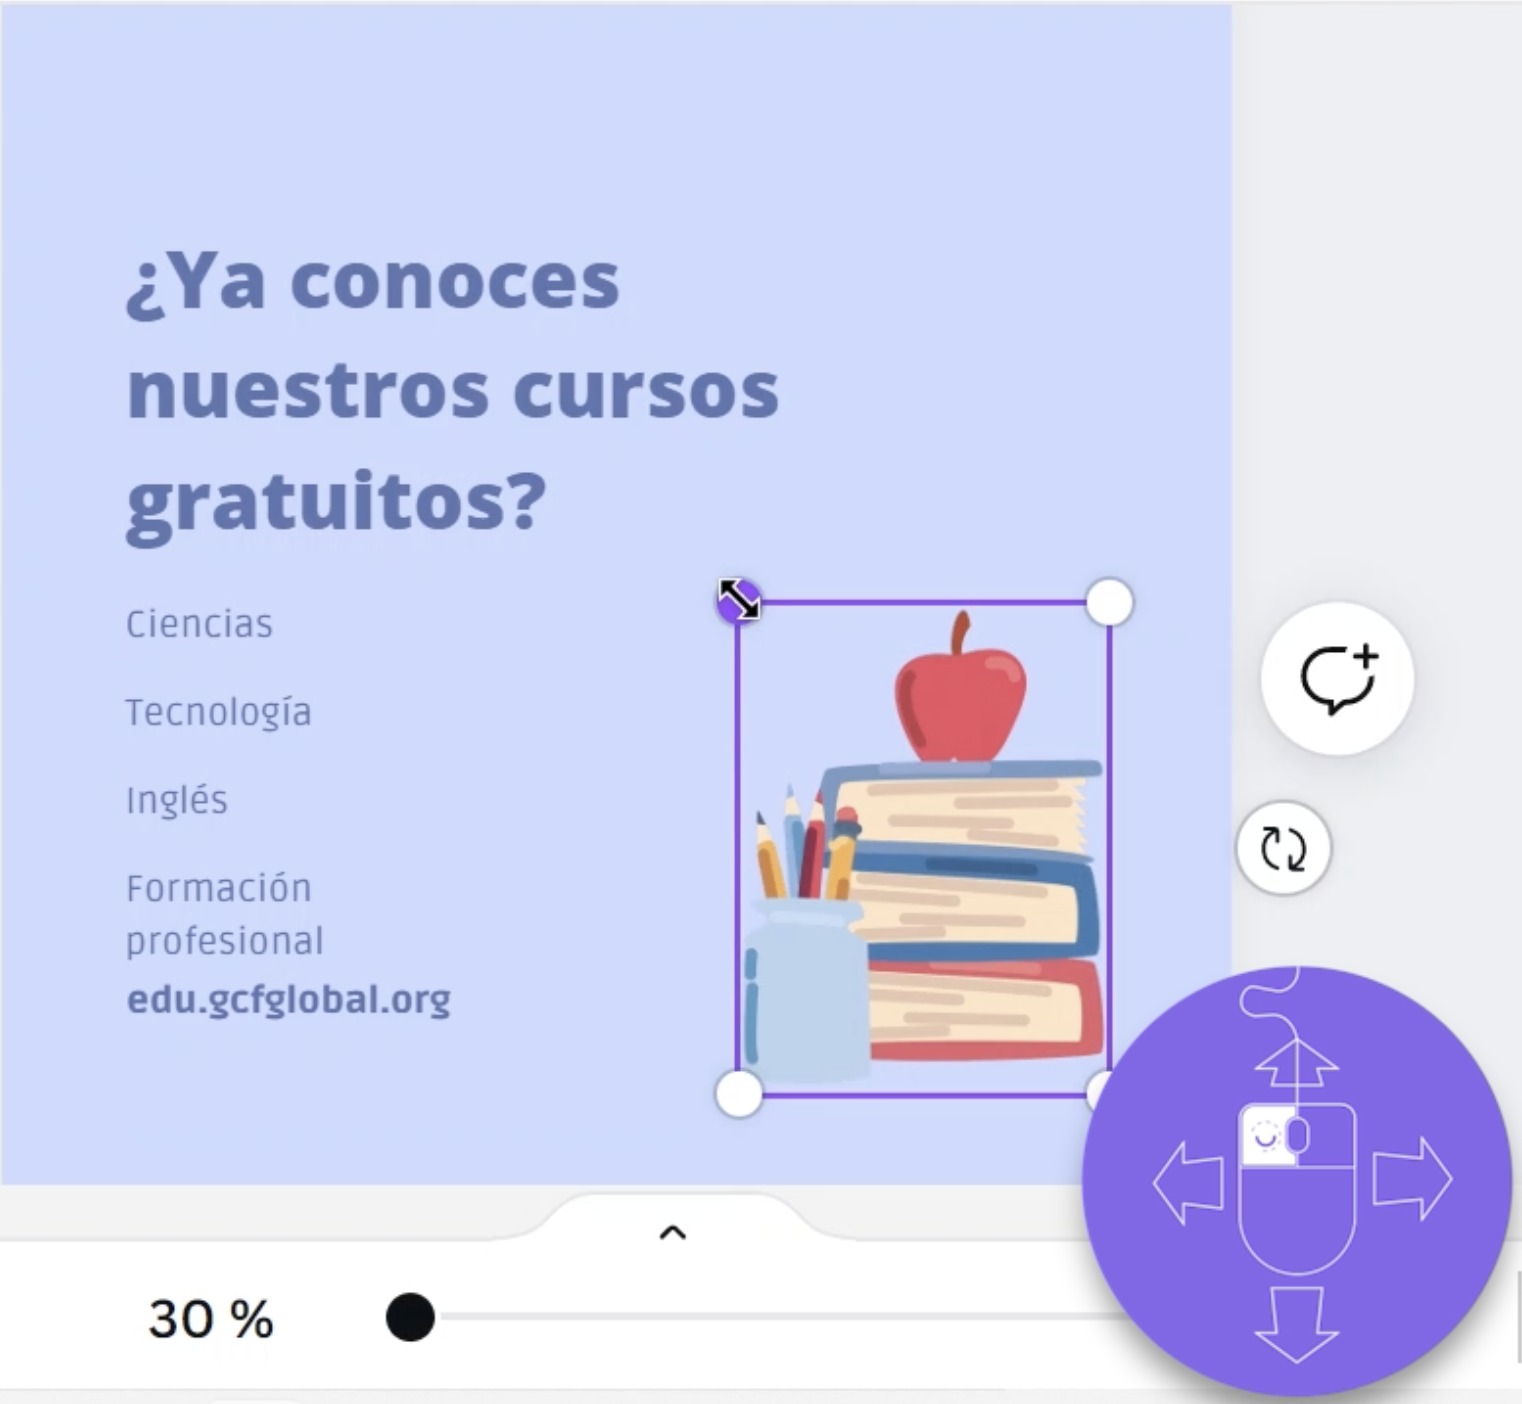 ¿Ya conoces
nuestros cursos
gratuitos?
Ciencias
Tecnología
Inglés
Formación
profesional
edu.gcfglobal.org
30 %